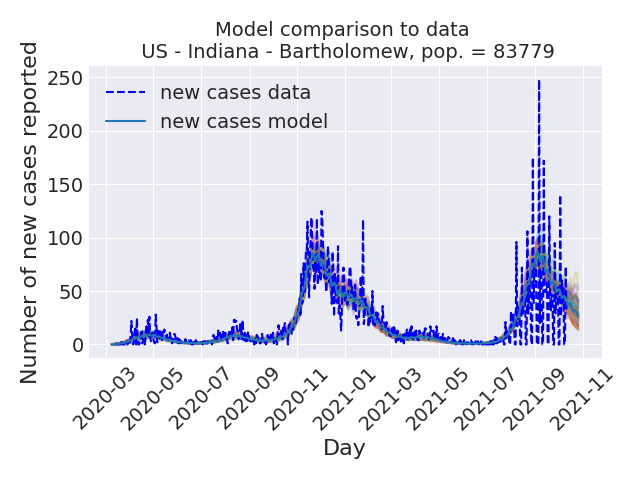 Model comparison to data
US - Indiana - Bartholomew, pop. = 83779
Number of new cases reported
250
200
150
100
50
0
new cases data
new cases model
2020-03
2020-05
2020-07
2020-09
2020-11
2021-01
2021-03
2021-05
2021-07
2021-09
2021-11
Day